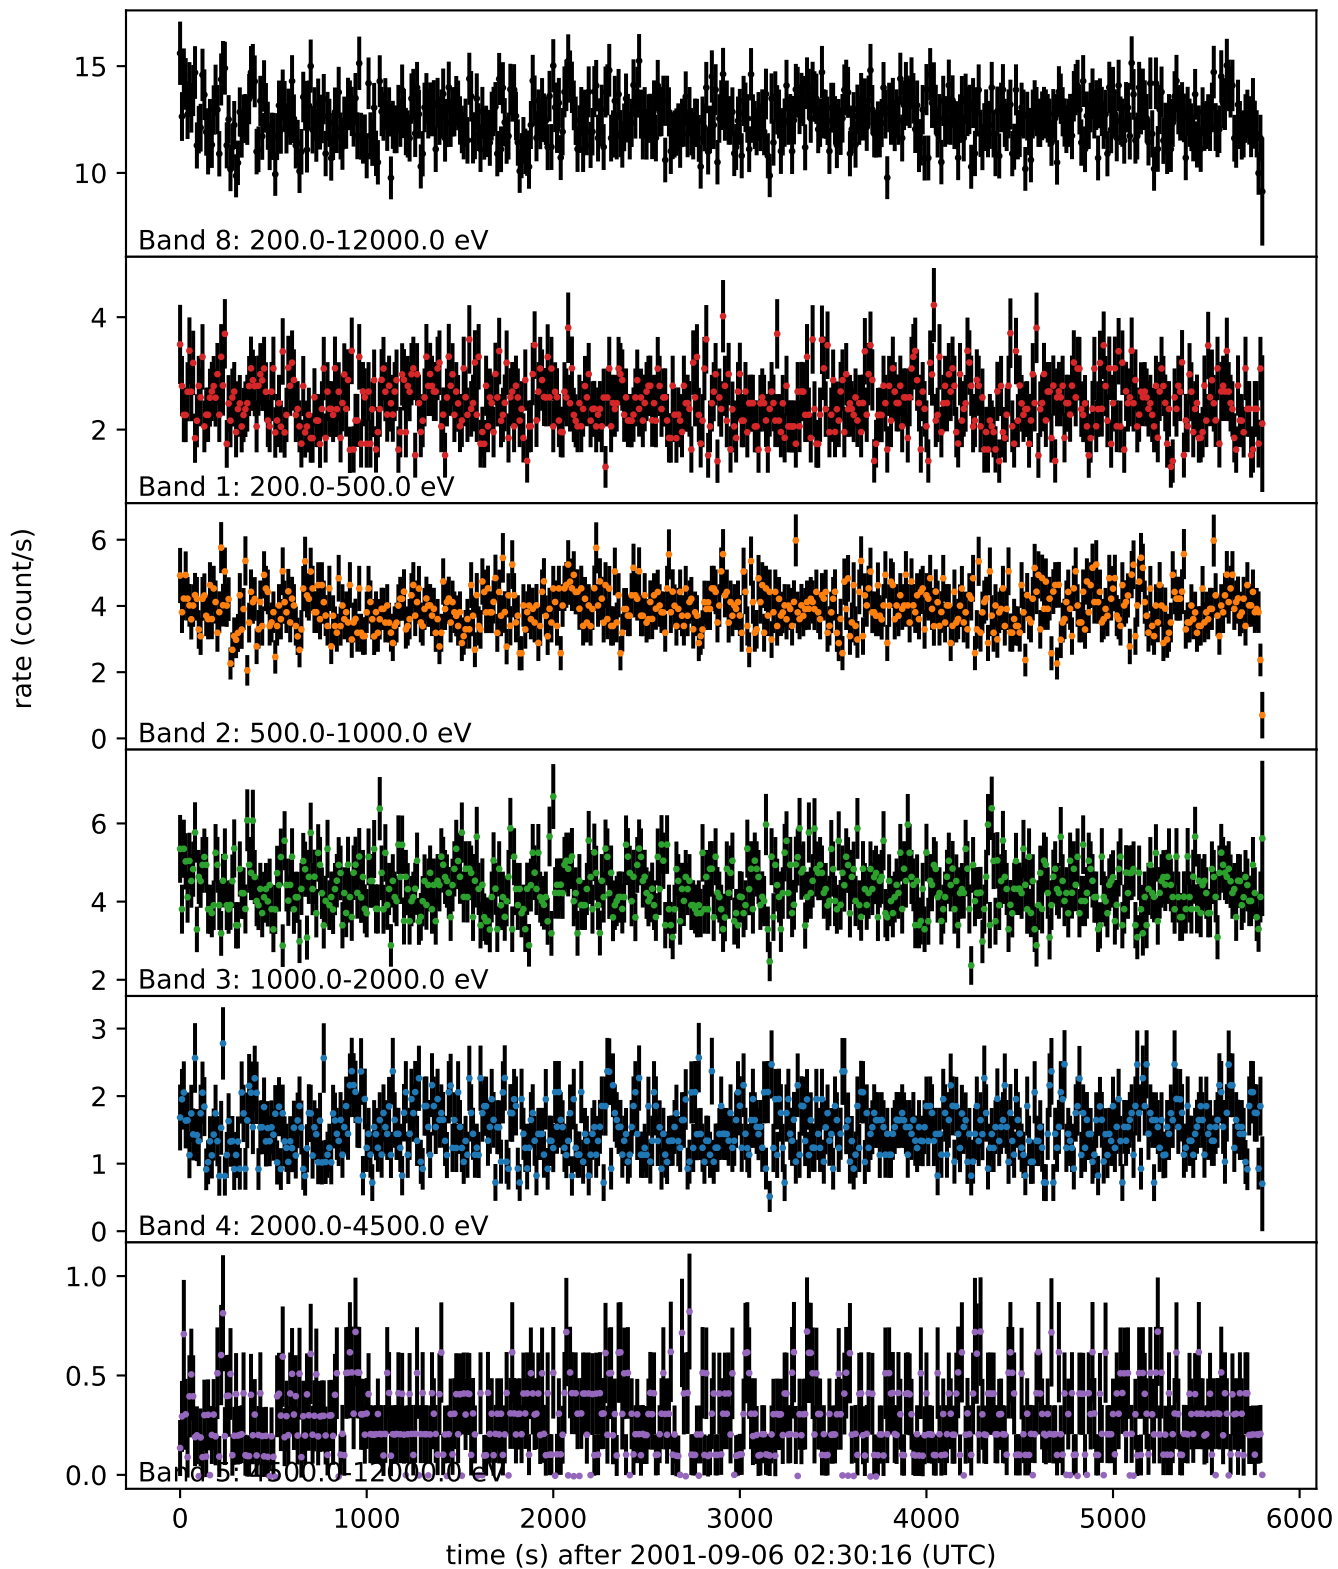 15
10
Band 8: 200.0-12000.0 eV
4
2
Band 1: 200.0-500.0 eV
6
4
2
0
Band 2: 500.0-1000.0 eV
rate (count/s)
6
4
2
Band 3: 1000.0-2000.0 eV
3
2
1
0
Band 4: 2000.0-4500.0 eV
1.0
0.5
0.0
Band 5: 4500.0-12000.0 eV
0 1000 2000 3000 4000 5000 6000
time (s) after 2001-09-06 02:30:16 (UTC)